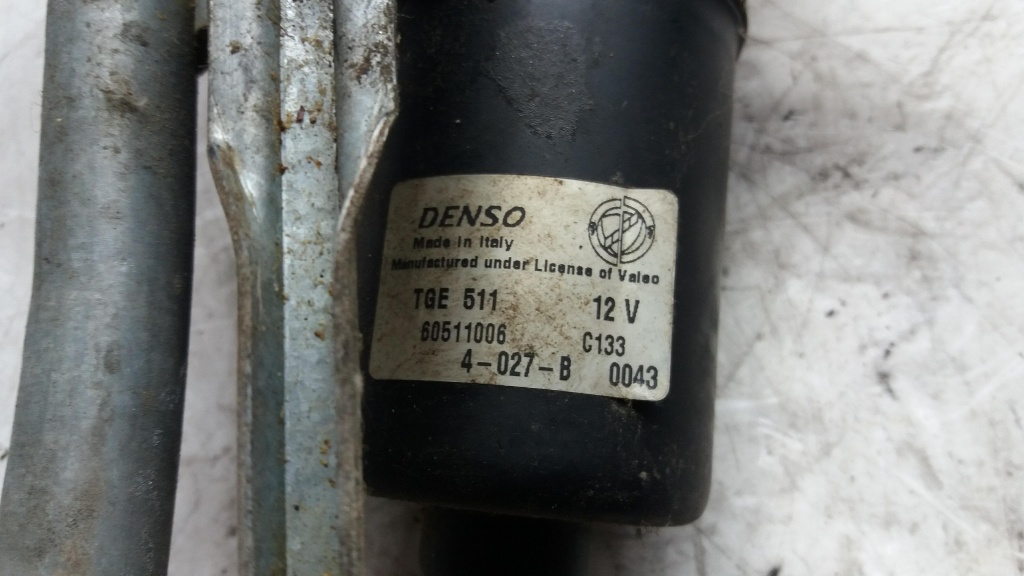 DENSO
Made in Italy
Manufactured under License of Valeo
TGE 511 12 V
60511006 C133
4-027-B 0043